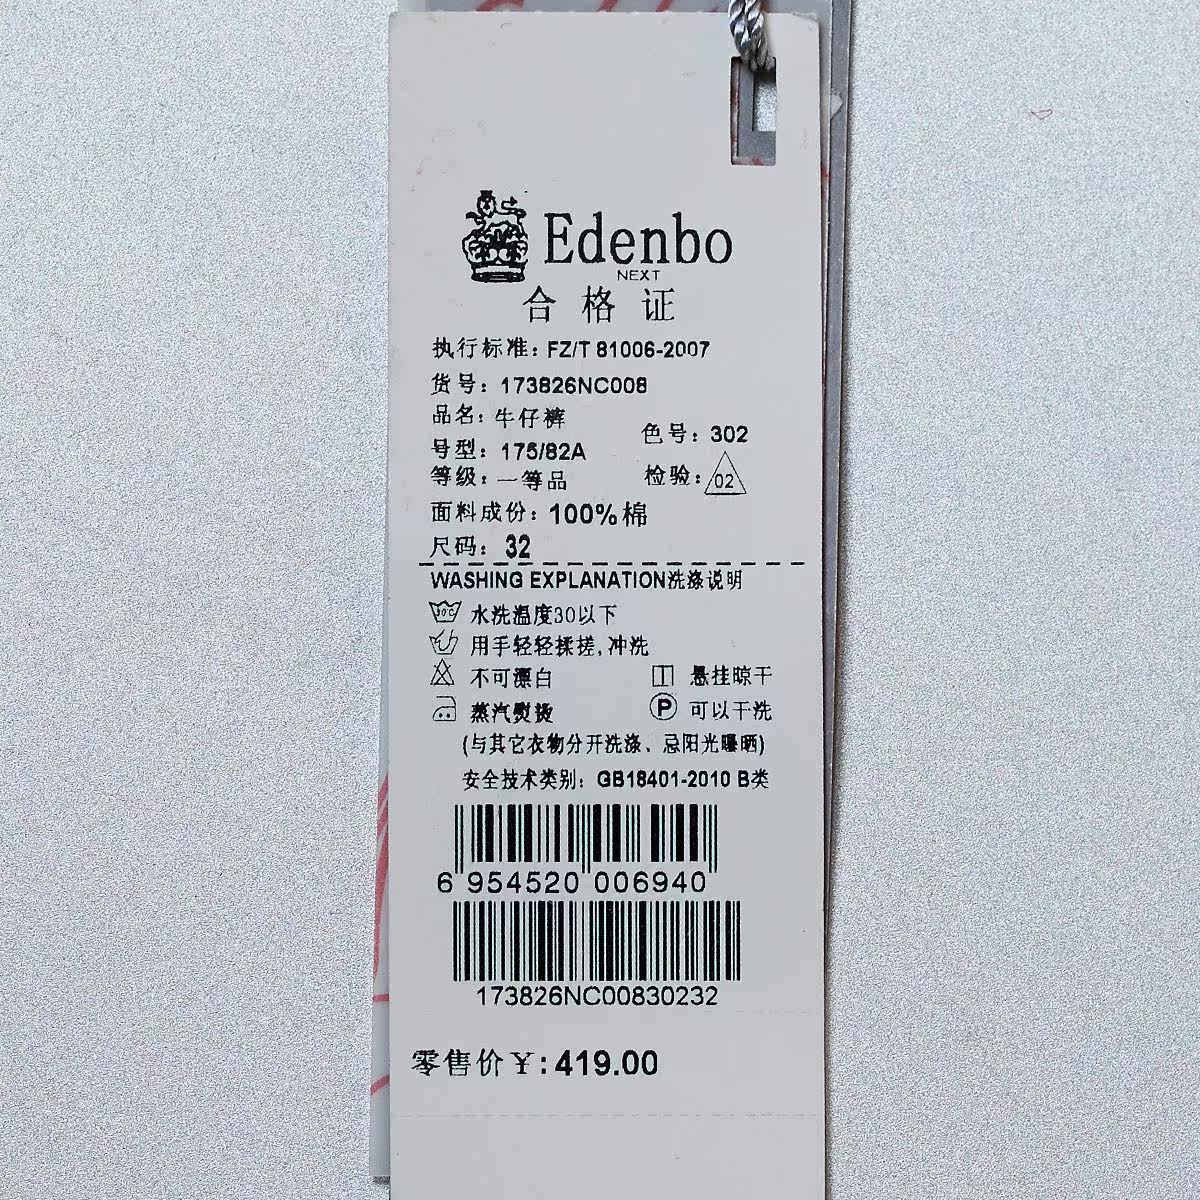 Edenbo
NEXT
合格证
执行标准: FZ/T 81006-2007
货号: 173826NC008
品名: 牛仔裤
色号: 302
号型: 175/82A
等级: 一等品
检验: 02
面料成份: 100%棉
尺码: 32
WASHING EXPLANATION洗涤说明
30C 水洗温度30以下
用手轻轻揉搓,冲洗
不可漂白 悬挂晾干
蒸汽熨烫 P 可以干洗
(与其它衣物分开洗涤、忌阳光曝晒)
安全技术类别: GB18401-2010 B类
6 954520 006940
173826NC00830232
零售价￥:419.00